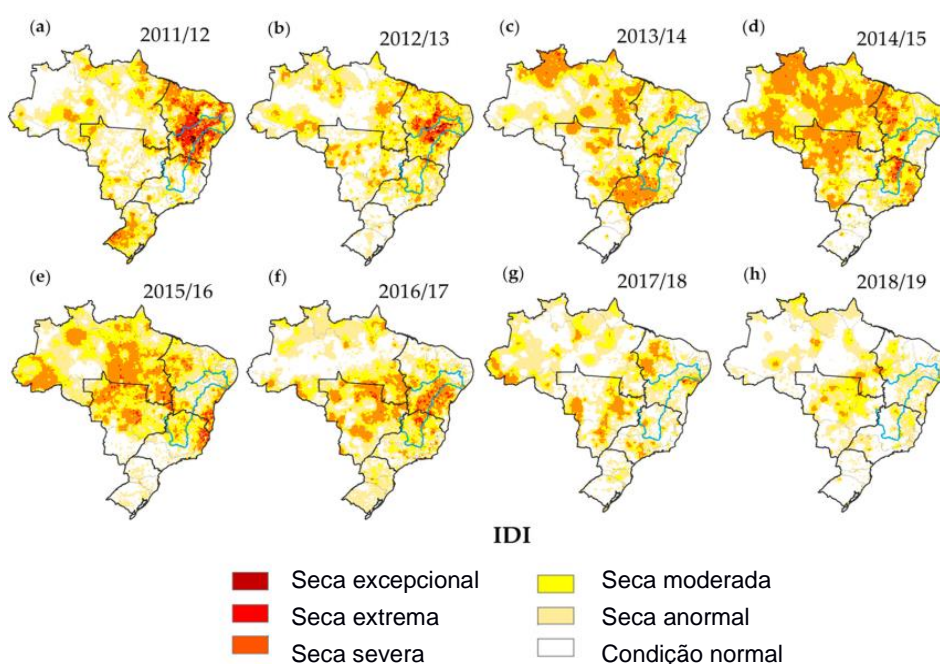 (a) 2011/12
(b) 2012/13
(c) 2013/14
(d) 2014/15
(e) 2015/16
(f) 2016/17
(g) 2017/18
(h) 2018/19
IDI
Seca excepcional
Seca extrema
Seca severa
Seca moderada
Seca anormal
Condição normal